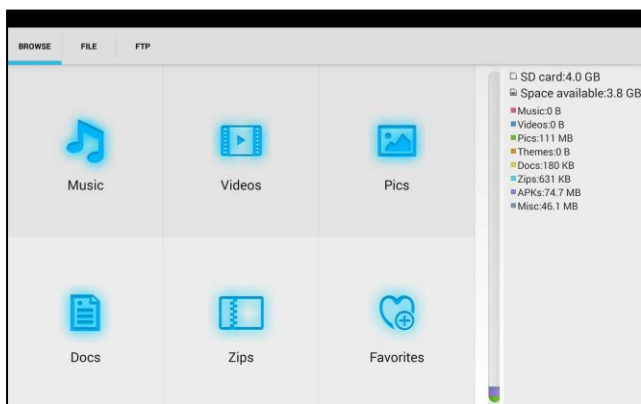 BROWSE FILE FTP
SD card:4.0 GB
Space available:3.8 GB
Music:0 B
Videos:0 B
Pics:111 MB
Themes:0 B
Docs:180 KB
Zips:631 KB
APKs:74.7 MB
Misc:46.1 MB
Music Videos Pics
Docs Zips Favorites